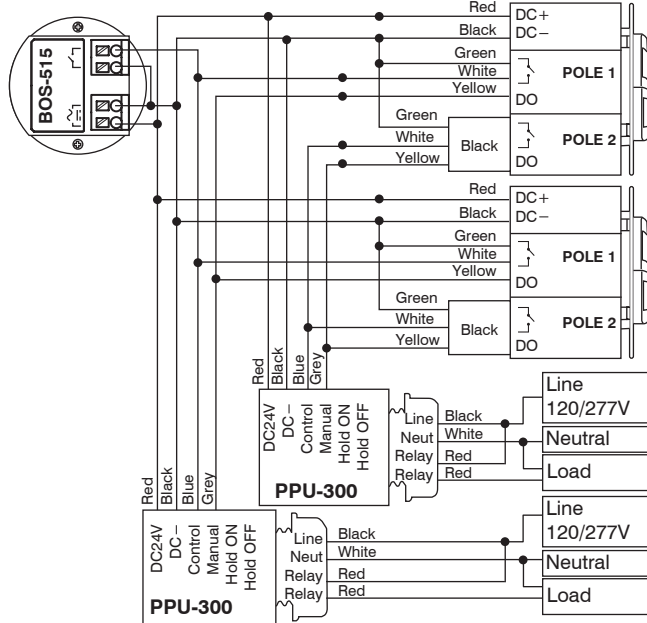 BOS-515
Red
Black
Green
White
Yellow
DC+
DC−
POLE 1
DO
Green
White
Yellow
Black
POLE 2
DO
Red
Black
Green
White
Yellow
DC+
DC−
POLE 1
DO
Green
White
Yellow
Black
POLE 2
DO
Red
Black
Blue
Grey
DC24V
DC−
Control
Manual
Hold ON
Hold OFF
PPU-300
Line
Neut
Relay
Relay
Black
White
Red
Red
Line
120/277V
Neutral
Load
Red
Black
Blue
Grey
DC24V
DC−
Control
Manual
Hold ON
Hold OFF
PPU-300
Line
Neut
Relay
Relay
Black
White
Red
Red
Line
120/277V
Neutral
Load